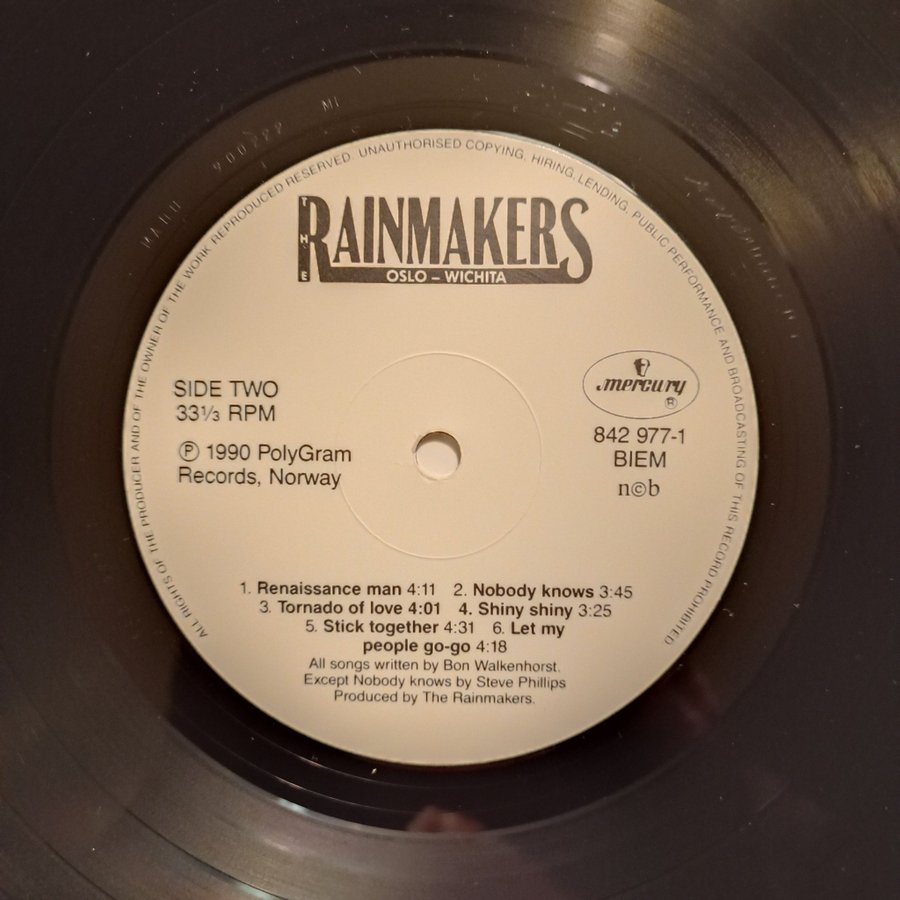 ALL RIGHTS OF THE PRODUCER AND OF THE OWNER OF THE WORK REPRODUCED RESERVED. UNAUTHORISED COPYING, HIRING, LENDING, PUBLIC PERFORMANCE AND BROADCASTING OF THIS RECORD PROHIBITED
THE RAINMAKERS
OSLO – WICHITA
SIDE TWO
33⅓ RPM
℗ 1990 PolyGram
Records, Norway
mercury ®
842 977-1
BIEM
n©b
1. Renaissance man 4:11 2. Nobody knows 3:45
3. Tornado of love 4:01 4. Shiny shiny 3:25
5. Stick together 4:31 6. Let my
people go-go 4:18
All songs written by Bon Walkenhorst.
Except Nobody knows by Steve Phillips
Produced by The Rainmakers.